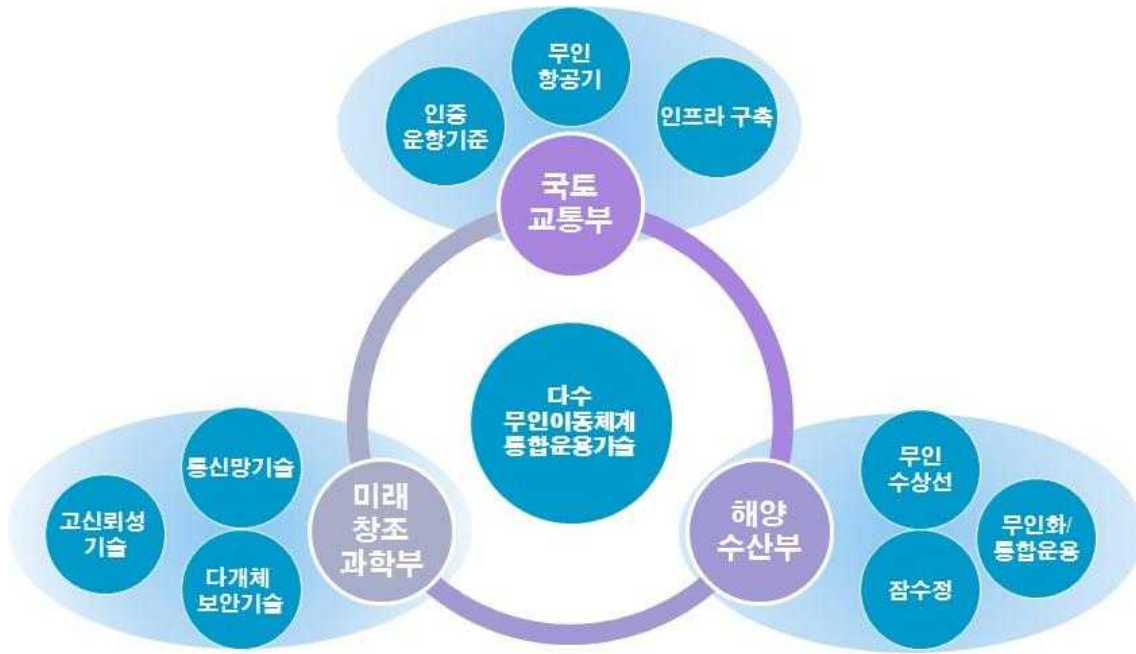 무인
항공기
인증
운항기준
인프라 구축
국토
교통부
다수
무인이동체계
통합운용기술
통신망기술
고신뢰성
기술
다개체
보안기술
미래
창조
과학부
해양
수산부
무인
수상선
무인화/
통합운용
잠수정